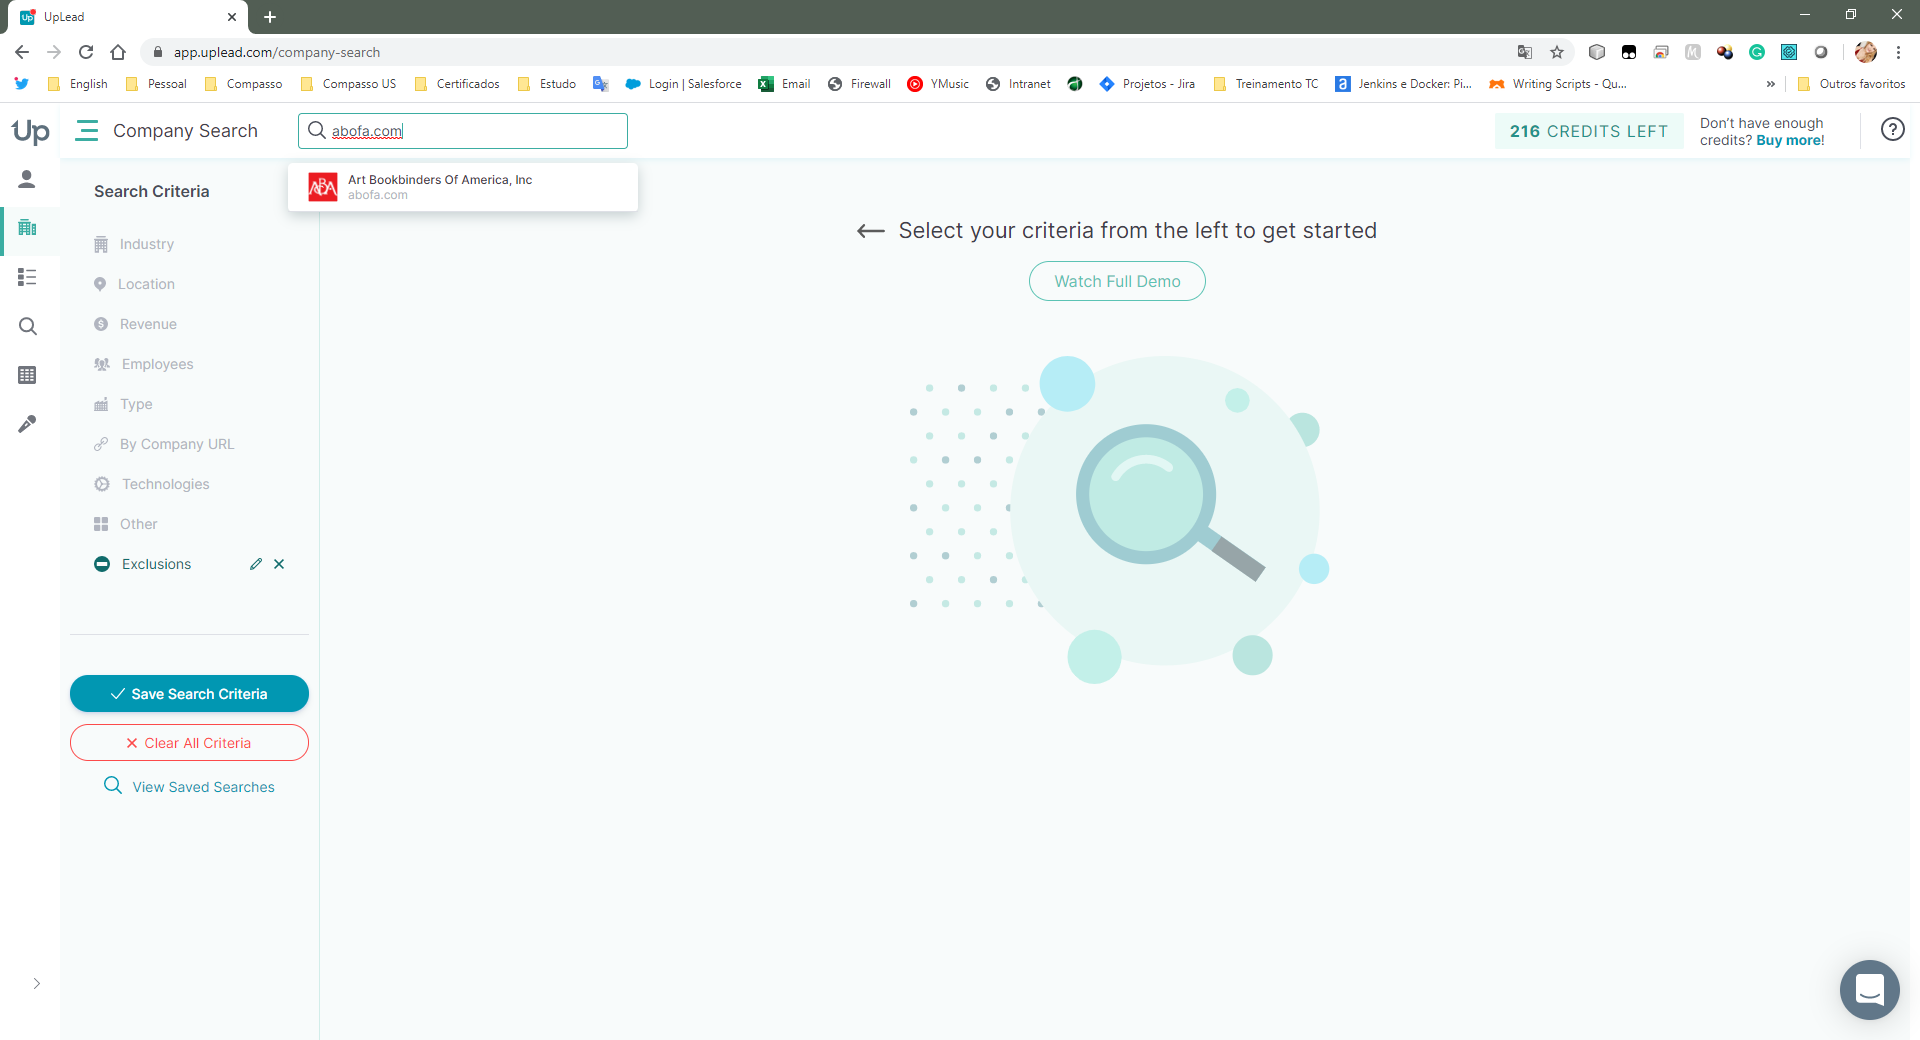 UpLead
app.uplead.com/company-search
English
Pessoal
Compasso
Compasso US
Certificados
Estudo
Login | Salesforce
Email
Firewall
YMusic
Intranet
Projetos - Jira
Treinamento TC
Jenkins e Docker: Pi...
Writing Scripts - Qu...
»
Outros favoritos
Up
Company Search
abofa.com
216 CREDITS LEFT
Don't have enough
credits? Buy more!
Art Bookbinders Of America, Inc
abofa.com
Search Criteria
Industry
Location
Revenue
Employees
Type
By Company URL
Technologies
Other
Exclusions
Save Search Criteria
Clear All Criteria
View Saved Searches
Select your criteria from the left to get started
Watch Full Demo